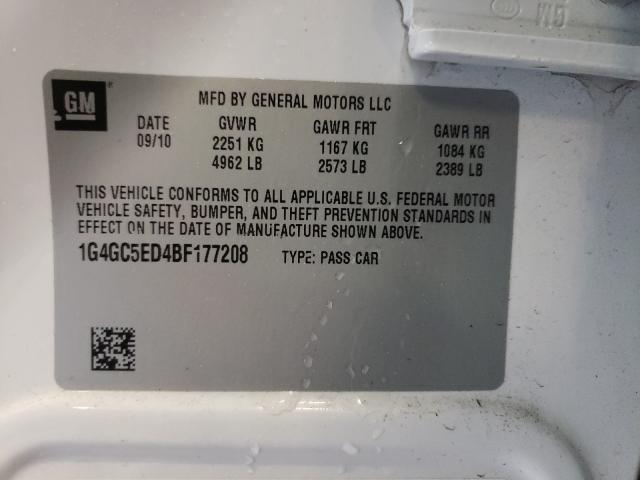 W5
GM
MFD BY GENERAL MOTORS LLC
DATE GVWR GAWR FRT GAWR RR
09/10 2251 KG 1167 KG 1084 KG
4962 LB 2573 LB 2389 LB
THIS VEHICLE CONFORMS TO ALL APPLICABLE U.S. FEDERAL MOTOR
VEHICLE SAFETY, BUMPER, AND THEFT PREVENTION STANDARDS IN
EFFECT ON THE DATE OF MANUFACTURE SHOWN ABOVE.
1G4GC5ED4BF177208 TYPE: PASS CAR